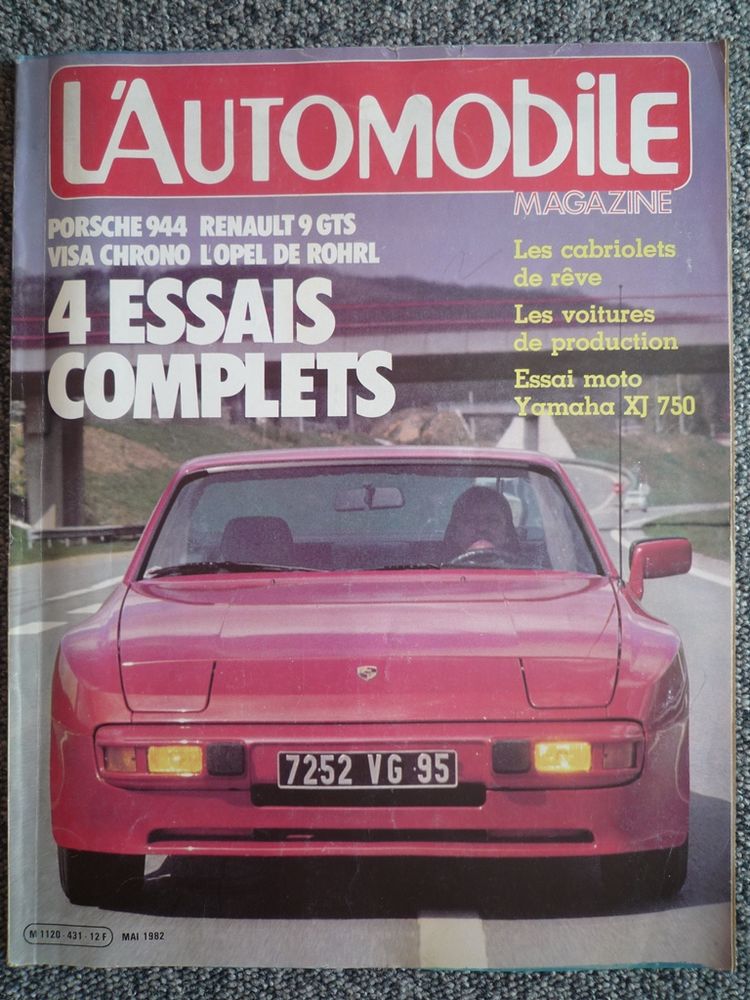 L'AUTOMOBILE
MAGAZINE
PORSCHE 944 RENAULT 9 GTS
VISA CHRONO L'OPEL DE ROHRL
4 ESSAIS
COMPLETS
Les cabriolets
de rêve
Les voitures
de production
Essai moto
Yamaha XJ 750
7252 VG 95
M 1120 - 431 - 12 F MAI 1982